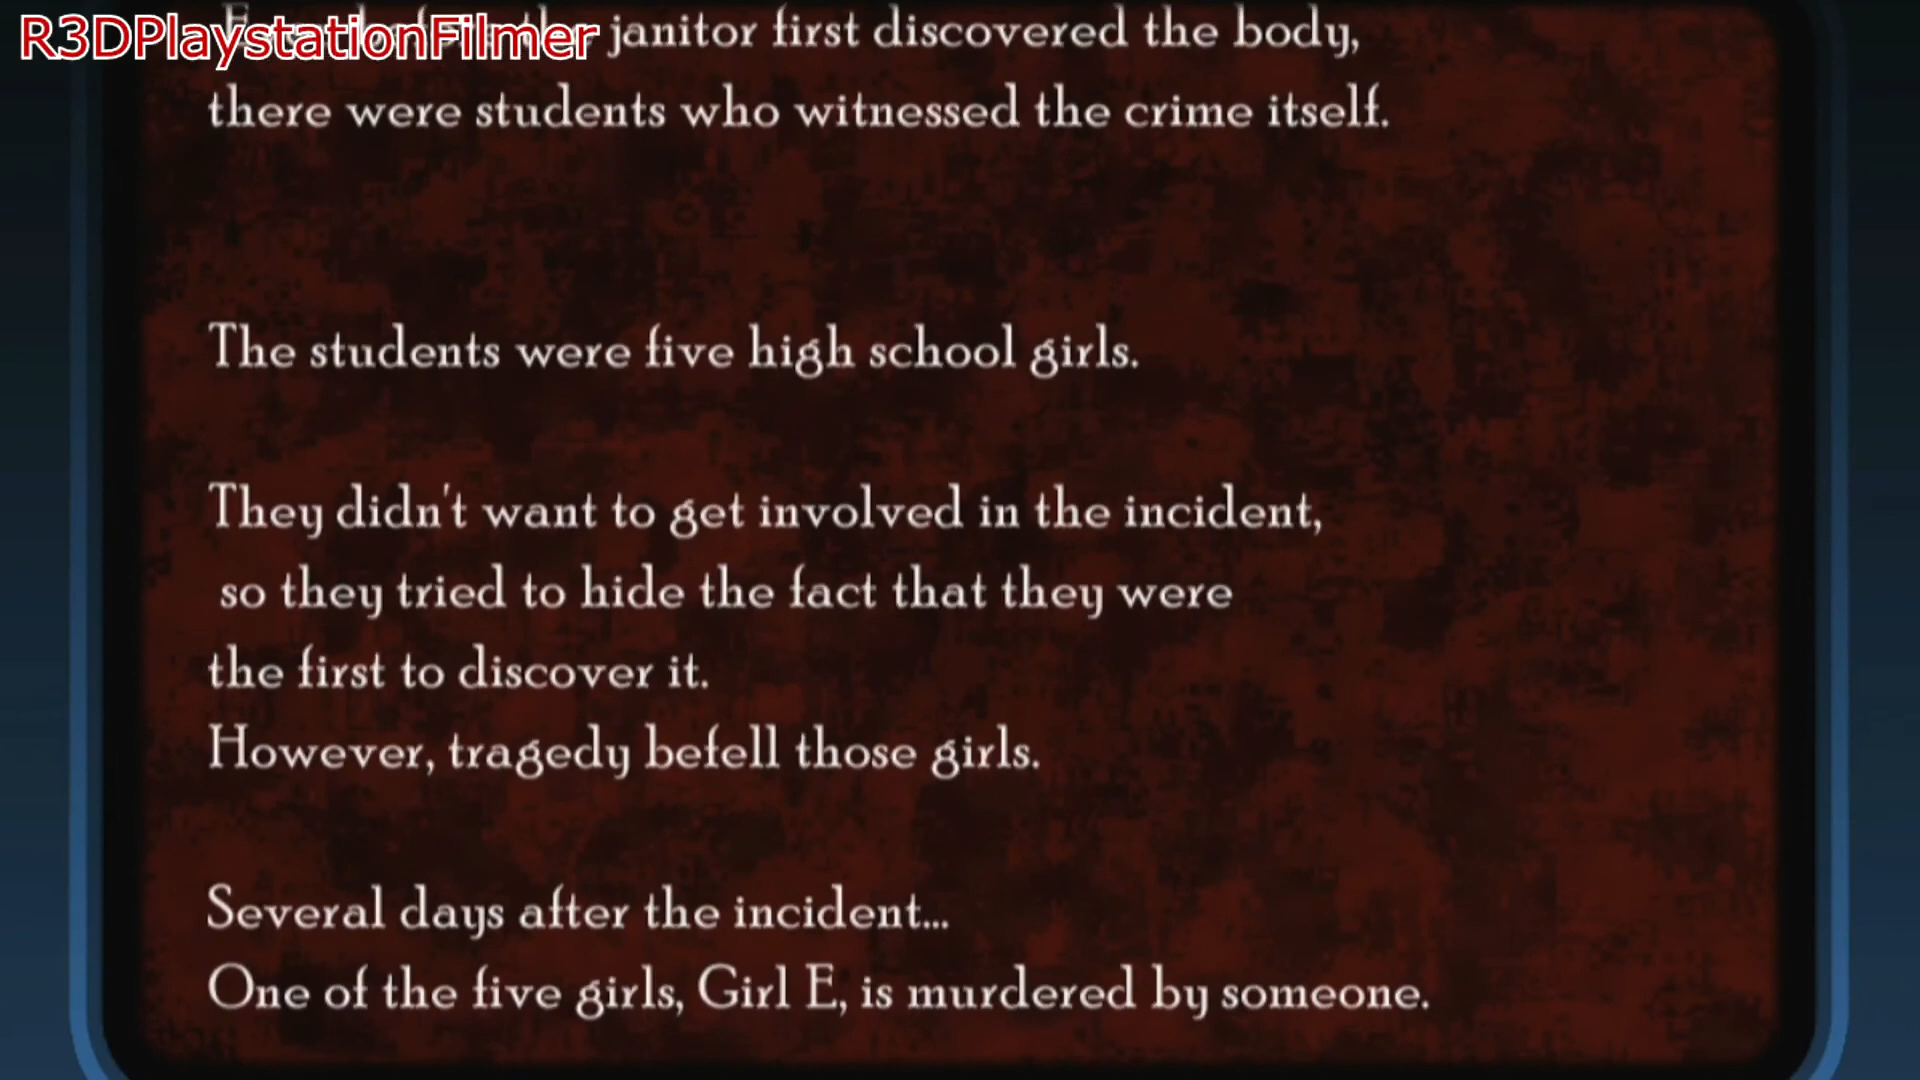 R3DPlaystationFilmer
janitor first discovered the body,
there were students who witnessed the crime itself.
The students were five high school girls.
They didn't want to get involved in the incident,
so they tried to hide the fact that they were
the first to discover it.
However, tragedy befell those girls.
Several days after the incident...
One of the five girls, Girl E, is murdered by someone.